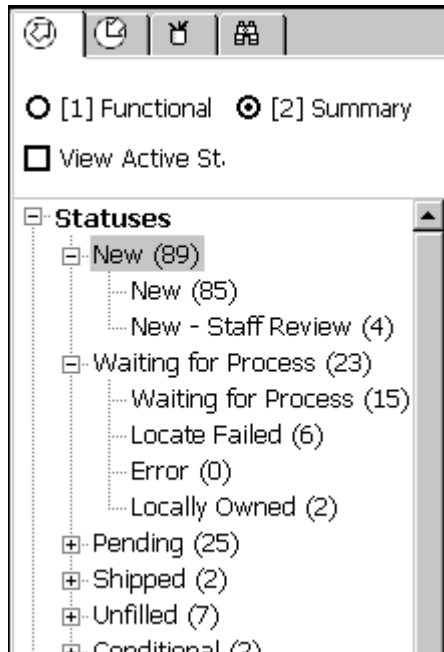 [1] Functional [2] Summary
View Active St.
Statuses
New (89)
New (85)
New - Staff Review (4)
Waiting for Process (23)
Waiting for Process (15)
Locate Failed (6)
Error (0)
Locally Owned (2)
Pending (25)
Shipped (2)
Unfilled (7)
Conditional (2)